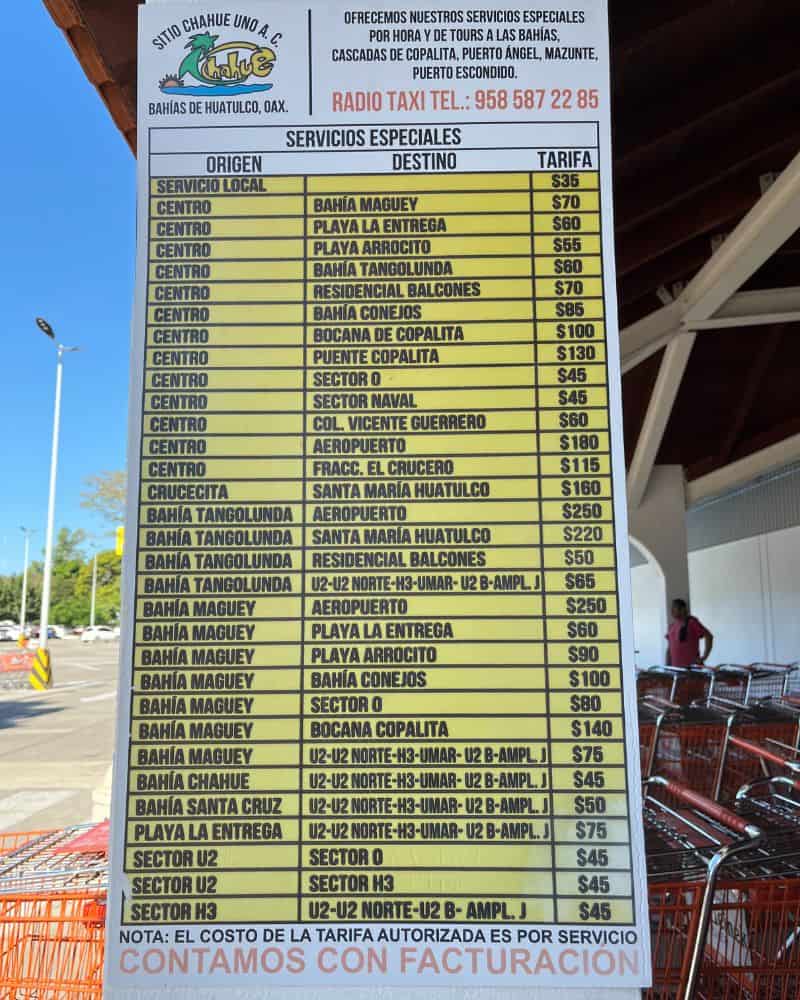 SITIO CHAHUE UNO A.C.
Chahue
BAHÍAS DE HUATULCO, OAX.
OFRECEMOS NUESTROS SERVICIOS ESPECIALES
POR HORA Y DE TOURS A LAS BAHÍAS,
CASCADAS DE COPALITA, PUERTO ÁNGEL, MAZUNTE,
PUERTO ESCONDIDO.
RADIO TAXI TEL.: 958 587 22 85
SERVICIOS ESPECIALES
ORIGEN DESTINO TARIFA
SERVICIO LOCAL $35
CENTRO BAHÍA MAGUEY $70
CENTRO PLAYA LA ENTREGA $60
CENTRO PLAYA ARROCITO $55
CENTRO BAHÍA TANGOLUNDA $60
CENTRO RESIDENCIAL BALCONES $70
CENTRO BAHÍA CONEJOS $85
CENTRO BOCANA DE COPALITA $100
CENTRO PUENTE COPALITA $130
CENTRO SECTOR O $45
CENTRO SECTOR NAVAL $45
CENTRO COL. VICENTE GUERRERO $60
CENTRO AEROPUERTO $180
CENTRO FRACC. EL CRUCERO $115
CRUCECITA SANTA MARÍA HUATULCO $160
BAHÍA TANGOLUNDA AEROPUERTO $250
BAHÍA TANGOLUNDA SANTA MARÍA HUATULCO $220
BAHÍA TANGOLUNDA RESIDENCIAL BALCONES $50
BAHÍA TANGOLUNDA U2-U2 NORTE-H3-UMAR- U2 B-AMPL. J $65
BAHÍA MAGUEY AEROPUERTO $250
BAHÍA MAGUEY PLAYA LA ENTREGA $60
BAHÍA MAGUEY PLAYA ARROCITO $90
BAHÍA MAGUEY BAHÍA CONEJOS $100
BAHÍA MAGUEY SECTOR O $80
BAHÍA MAGUEY BOCANA COPALITA $140
BAHÍA MAGUEY U2-U2 NORTE-H3-UMAR- U2 B-AMPL. J $75
BAHÍA CHAHUE U2-U2 NORTE-H3-UMAR- U2 B-AMPL. J $45
BAHÍA SANTA CRUZ U2-U2 NORTE-H3-UMAR- U2 B-AMPL. J $50
PLAYA LA ENTREGA U2-U2 NORTE-H3-UMAR- U2 B-AMPL. J $75
SECTOR U2 SECTOR O $45
SECTOR U2 SECTOR H3 $45
SECTOR H3 U2-U2 NORTE-U2 B- AMPL. J $45
NOTA: EL COSTO DE LA TARIFA AUTORIZADA ES POR SERVICIO
CONTAMOS CON FACTURACIÓN